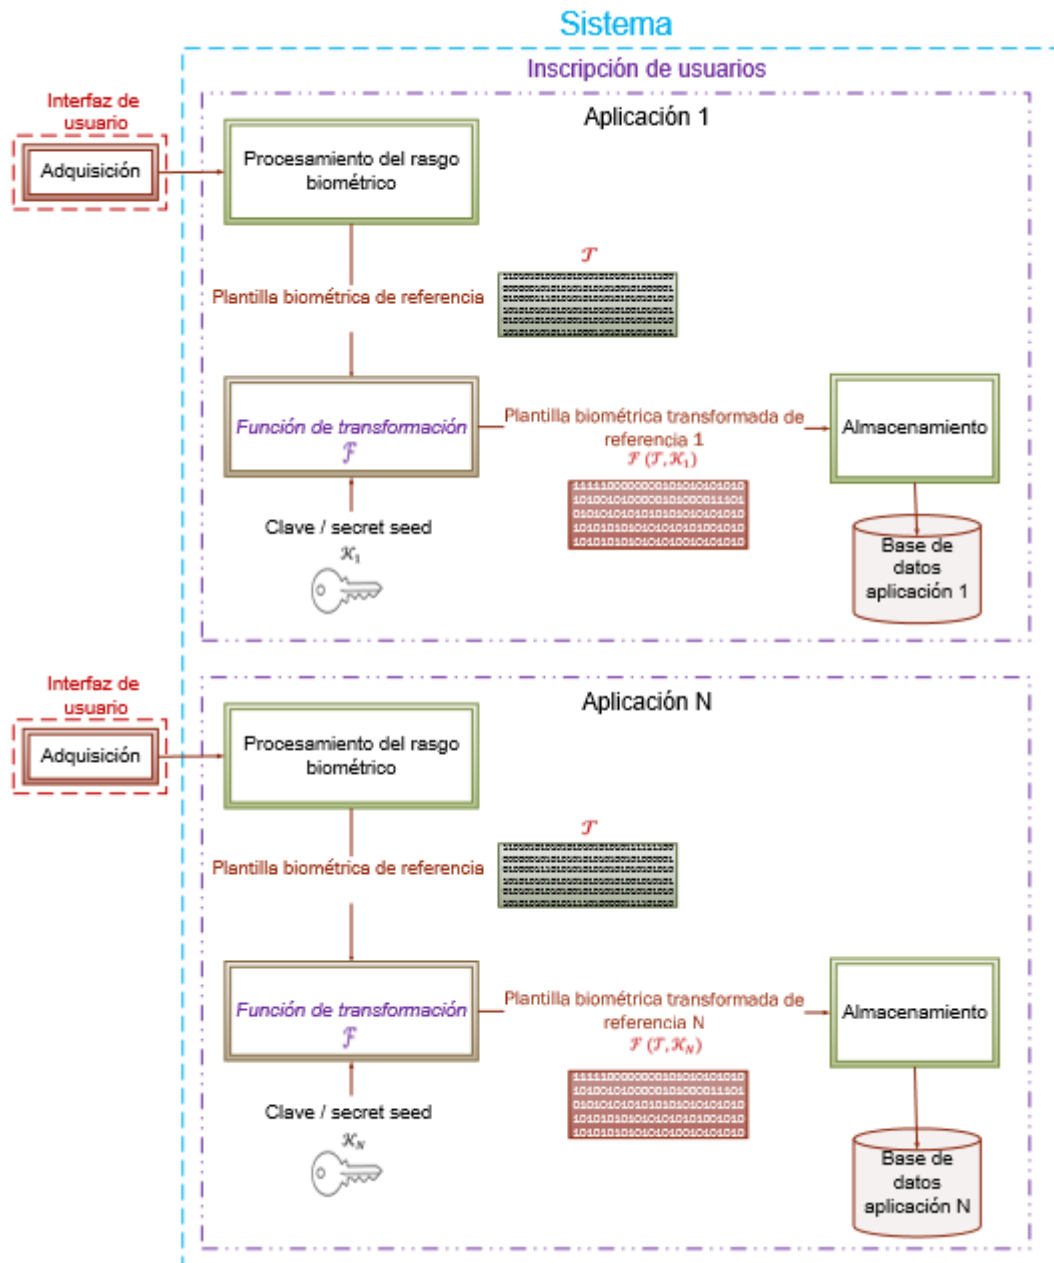 Sistema
Inscripción de usuarios
Aplicación 1
Interfaz de
usuario
Adquisición
Procesamiento del rasgo
biométrico
𝒯
Plantilla biométrica de referencia
Función de transformación
ℱ
Plantilla biométrica transformada de
referencia 1
ℱ (𝒯, 𝒦₁)
Almacenamiento
Clave / secret seed
𝒦₁
Base de
datos
aplicación 1
Aplicación N
Interfaz de
usuario
Adquisición
Procesamiento del rasgo
biométrico
𝒯
Plantilla biométrica de referencia
Función de transformación
ℱ
Plantilla biométrica transformada de
referencia N
ℱ (𝒯, 𝒦_N)
Almacenamiento
Clave / secret seed
𝒦_N
Base de
datos
aplicación N